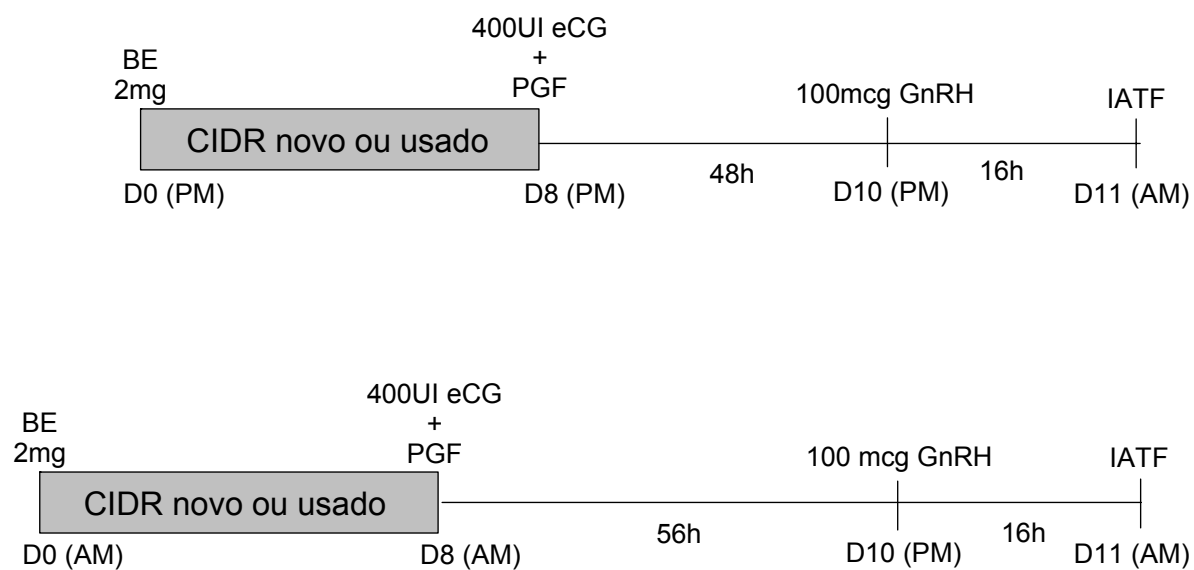 400UI eCG
+
PGF
BE
2mg
100mcg GnRH
IATF
CIDR novo ou usado
48h
16h
D0 (PM)
D8 (PM)
D10 (PM)
D11 (AM)
400UI eCG
+
PGF
BE
2mg
100 mcg GnRH
IATF
CIDR novo ou usado
56h
16h
D0 (AM)
D8 (AM)
D10 (PM)
D11 (AM)